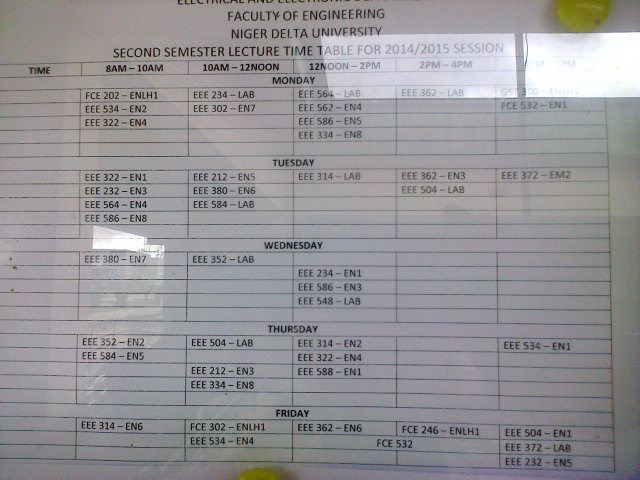 ELECTRICAL AND ELECTRONIC
FACULTY OF ENGINEERING
NIGER DELTA UNIVERSITY
SECOND SEMESTER LECTURE TIME TABLE FOR 2014/2015 SESSION
TIME 8AM – 10AM 10AM – 12NOON 12NOON – 2PM 2PM – 4PM
MONDAY
FCE 202 – ENLH1 EEE 234 – LAB EEE 564 – LAB EEE 362 – LAB GST 300 – ENLH1
EEE 534 – EN2 EEE 302 – EN7 EEE 562 – EN4 FCE 532 – EN1
EEE 322 – EN4 EEE 586 – EN5
EEE 334 – EN8
TUESDAY
EEE 322 – EN1 EEE 212 – EN5 EEE 314 – LAB EEE 362 – EN3 EEE 372 – EM2
EEE 232 – EN3 EEE 380 – EN6 EEE 504 – LAB
EEE 564 – EN4 EEE 584 – LAB
EEE 586 – EN8
WEDNESDAY
EEE 380 – EN7 EEE 352 – LAB
EEE 234 – EN1
EEE 586 – EN3
EEE 548 – LAB
THURSDAY
EEE 352 – EN2 EEE 504 – LAB EEE 314 – EN2 EEE 534 – EN1
EEE 584 – EN5 EEE 322 – EN4
EEE 212 – EN3 EEE 588 – EN1
EEE 334 – EN8
FRIDAY
EEE 314 – EN6 FCE 302 – ENLH1 EEE 362 – EN6 FCE 246 – ENLH1 EEE 504 – EN1
EEE 534 – EN4 FCE 532 EEE 372 – LAB
EEE 232 – EN5